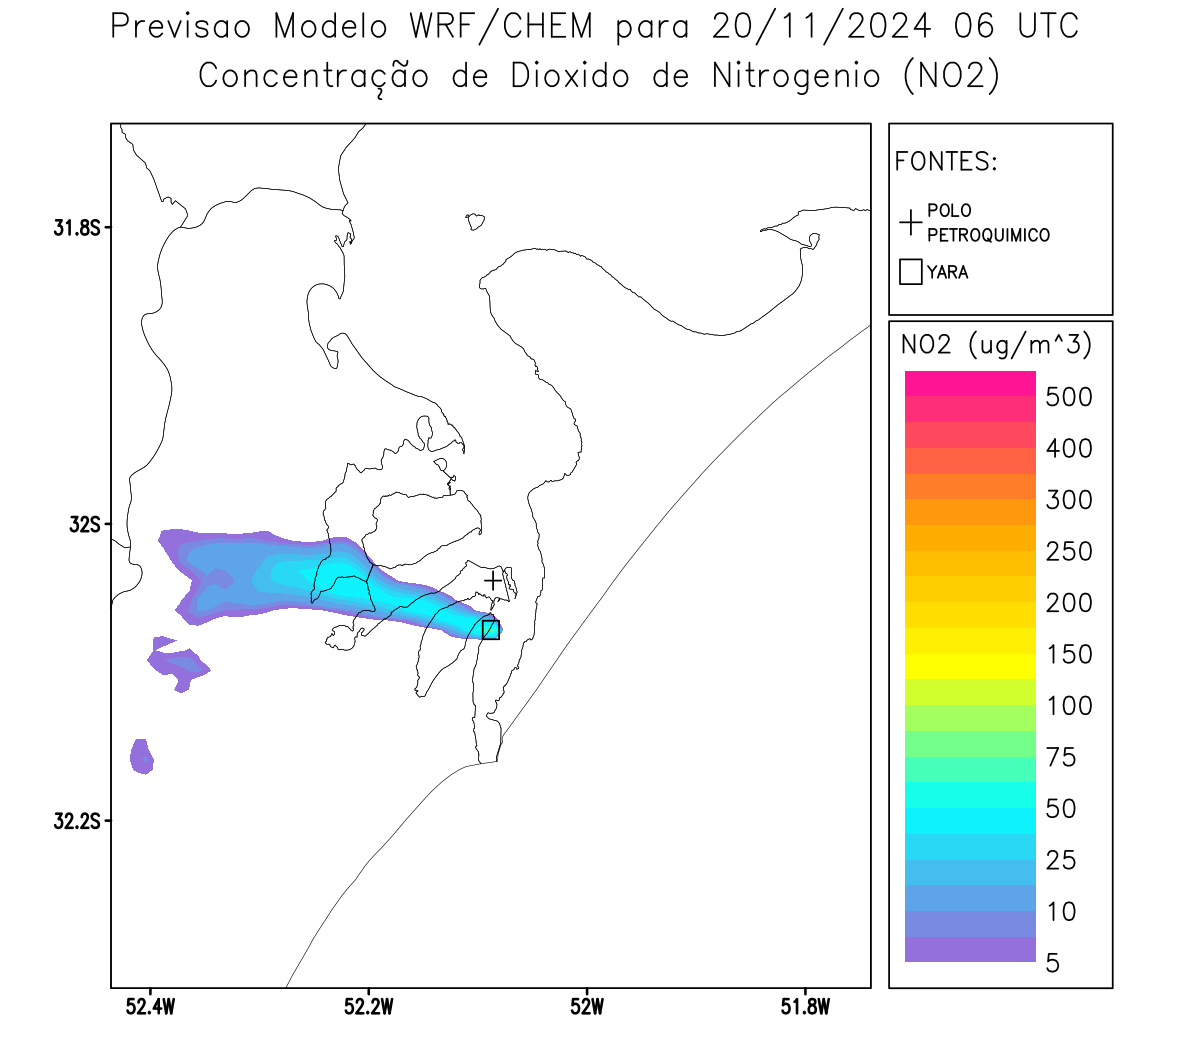 Previsao Modelo WRF/CHEM para 20/11/2024 06 UTC
Concentração de Dioxido de Nitrogenio (NO2)
FONTES:
POLO
PETROQUIMICO
YARA
NO2 (ug/m^3)
500
400
300
250
200
150
100
75
50
25
10
5
31.8S
32S
32.2S
52.4W
52.2W
52W
51.8W